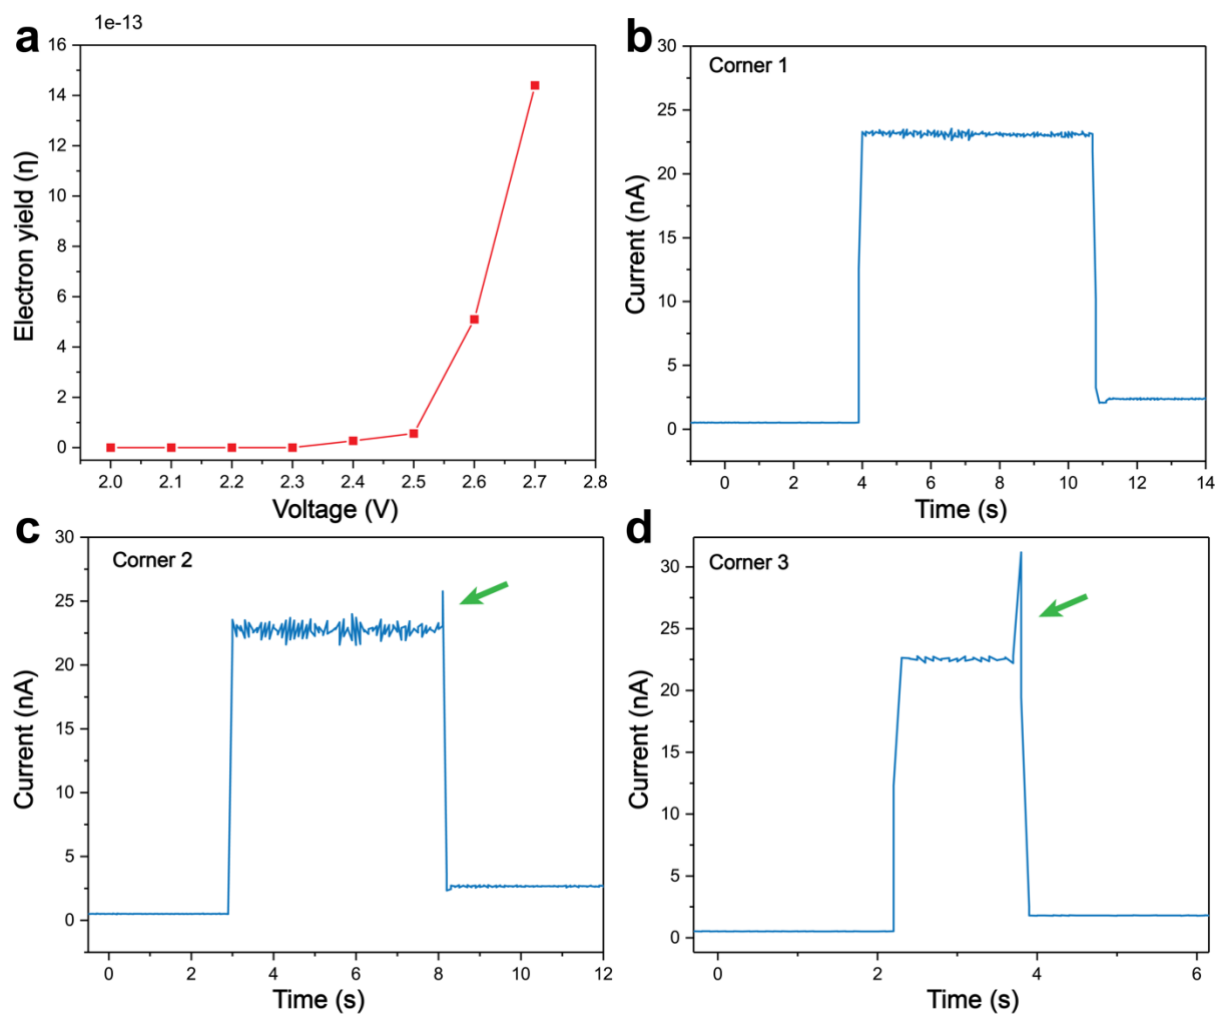 a
1e-13
16
14
12
10
8
6
4
2
0
Electron yield (η)
2.0 2.1 2.2 2.3 2.4 2.5 2.6 2.7 2.8
Voltage (V)
b
Corner 1
30
25
20
15
10
5
0
Current (nA)
0 2 4 6 8 10 12 14
Time (s)
c
Corner 2
30
25
20
15
10
5
0
Current (nA)
0 2 4 6 8 10 12
Time (s)
d
Corner 3
30
25
20
15
10
5
0
Current (nA)
0 2 4 6
Time (s)